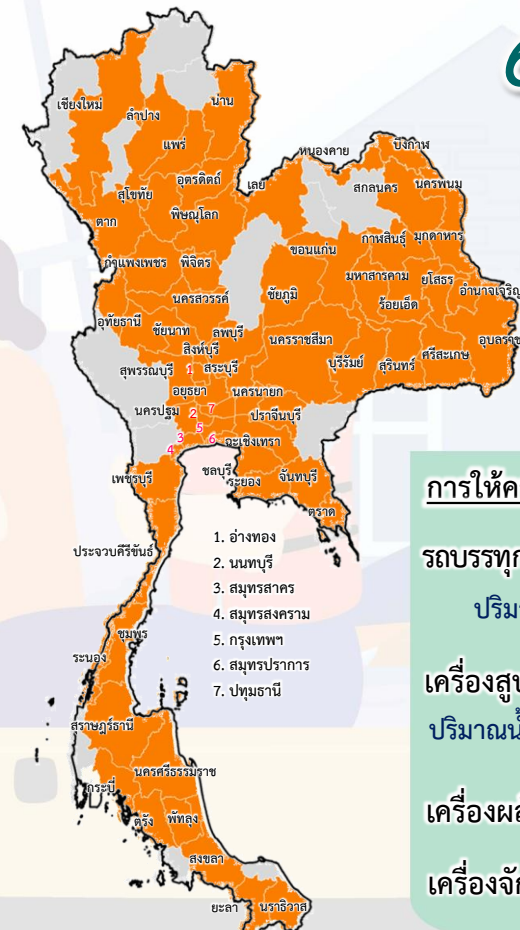 เชียงใหม่
น่าน
ลำปาง
แพร่
อุตรดิตถ์
สุโขทัย
ตาก
พิษณุโลก
กำแพงเพชร
พิจิตร
เลย
หนองคาย
บึงกาฬ
สกลนคร
นครพนม
ขอนแก่น
กาฬสินธุ์
มุกดาหาร
มหาสารคาม
ยโสธร
ร้อยเอ็ด
อำนาจเจริญ
ชัยภูมิ
นครสวรรค์
อุทัยธานี
ชัยนาท
ลพบุรี
สิงห์บุรี
สุพรรณบุรี
1
สระบุรี
นครราชสีมา
บุรีรัมย์
สุรินทร์
ศรีสะเกษ
อยุธยา
นครนายก
นครปฐม
2
7
ปราจีนบุรี
5
3
6
ฉะเชิงเทรา
4
เพชรบุรี
ชลบุรี
ระยอง
จันทบุรี
ตราด
ประจวบคีรีขันธ์
1. อ่างทอง
2. นนทบุรี
3. สมุทรสาคร
4. สมุทรสงคราม
5. กรุงเทพฯ
6. สมุทรปราการ
7. ปทุมธานี
ชุมพร
ระนอง
สุราษฎร์ธานี
นครศรีธรรมราช
กระบี่
ตรัง
พัทลุง
สงขลา
ยะลา
นราธิวาส
รถบรรทุก